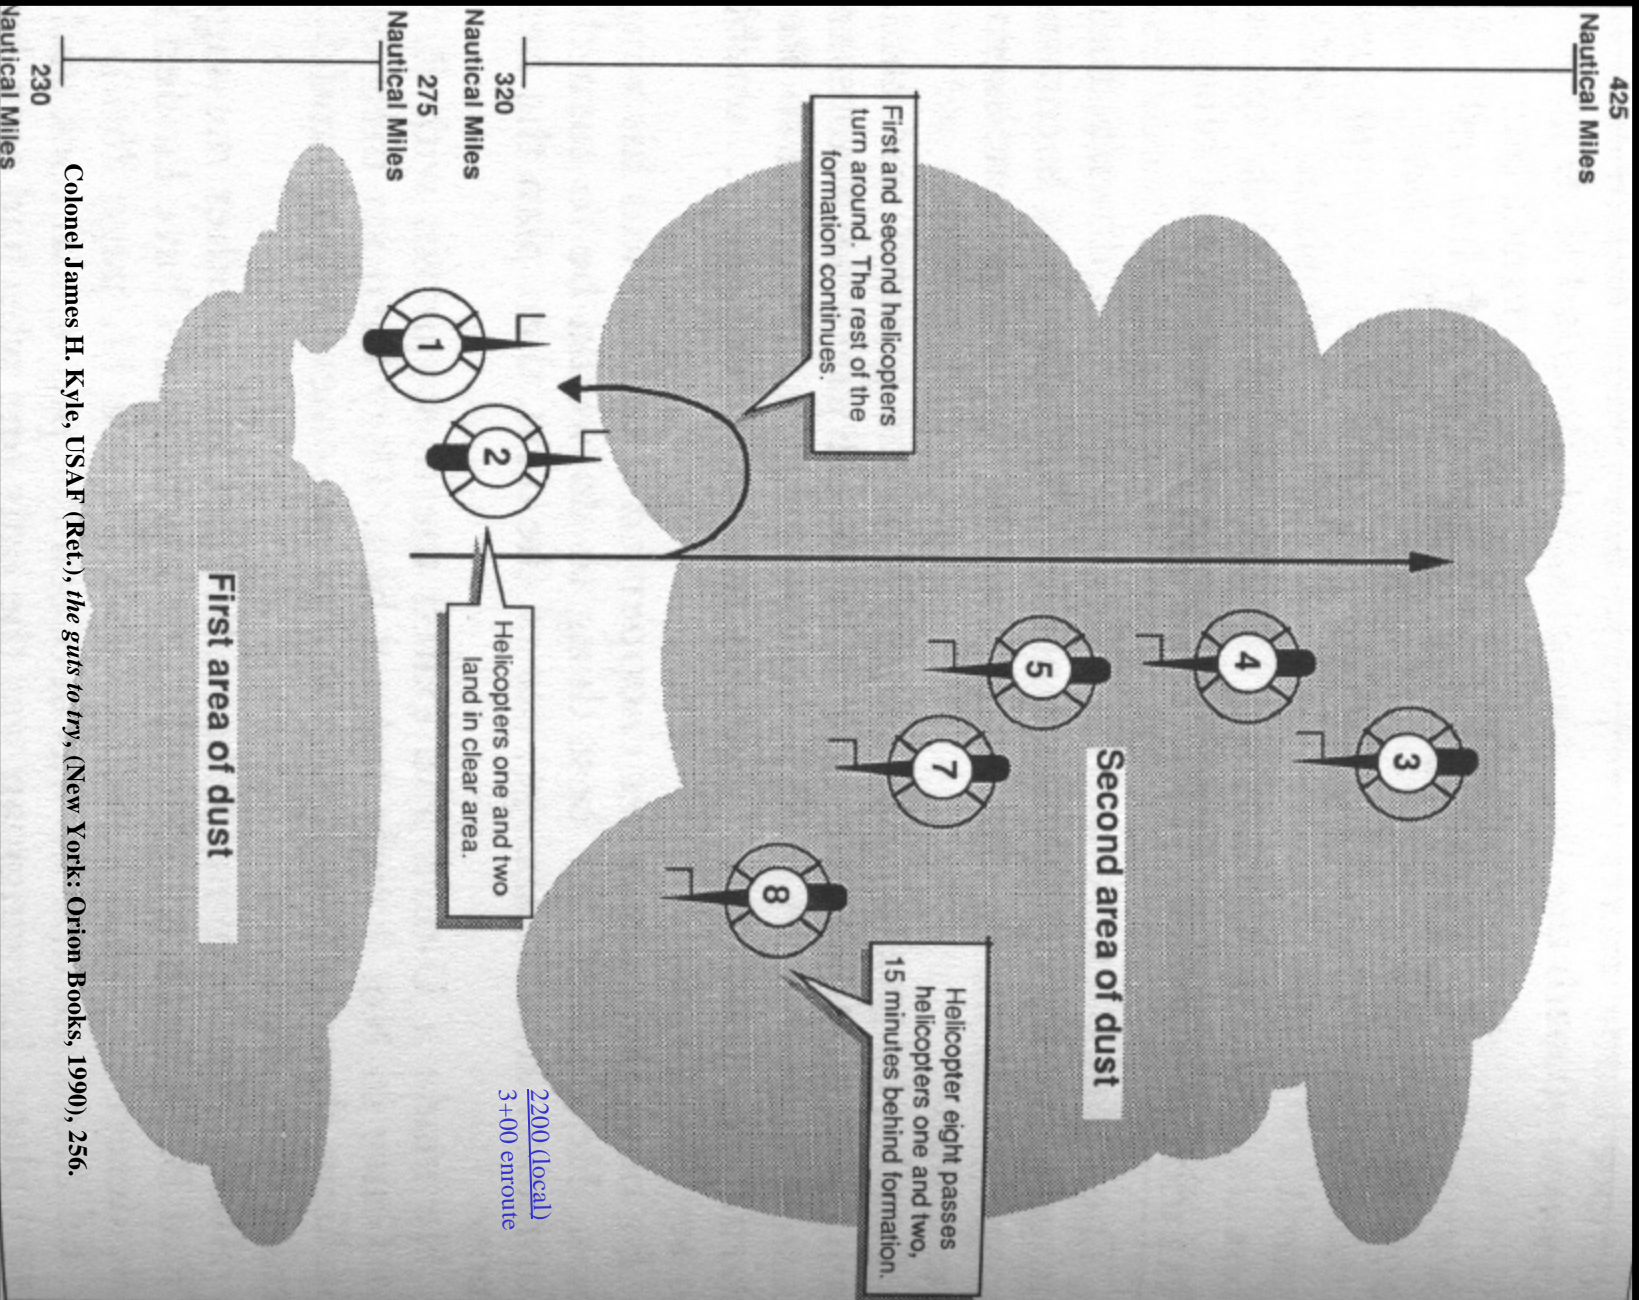 425
Nautical Miles
First and second helicopters
turn around. The rest of the
formation continues.
3
4
5
7
8
Second area of dust
Helicopter eight passes
helicopters one and two,
15 minutes behind formation.
320
Nautical Miles
2200 (local)
3+00 enroute
2
1
Helicopters one and two
land in clear area.
275
Nautical Miles
First area of dust
230
Nautical Miles
Colonel James H. Kyle, USAF (Ret.), the guts to try, (New York: Orion Books, 1990), 256.